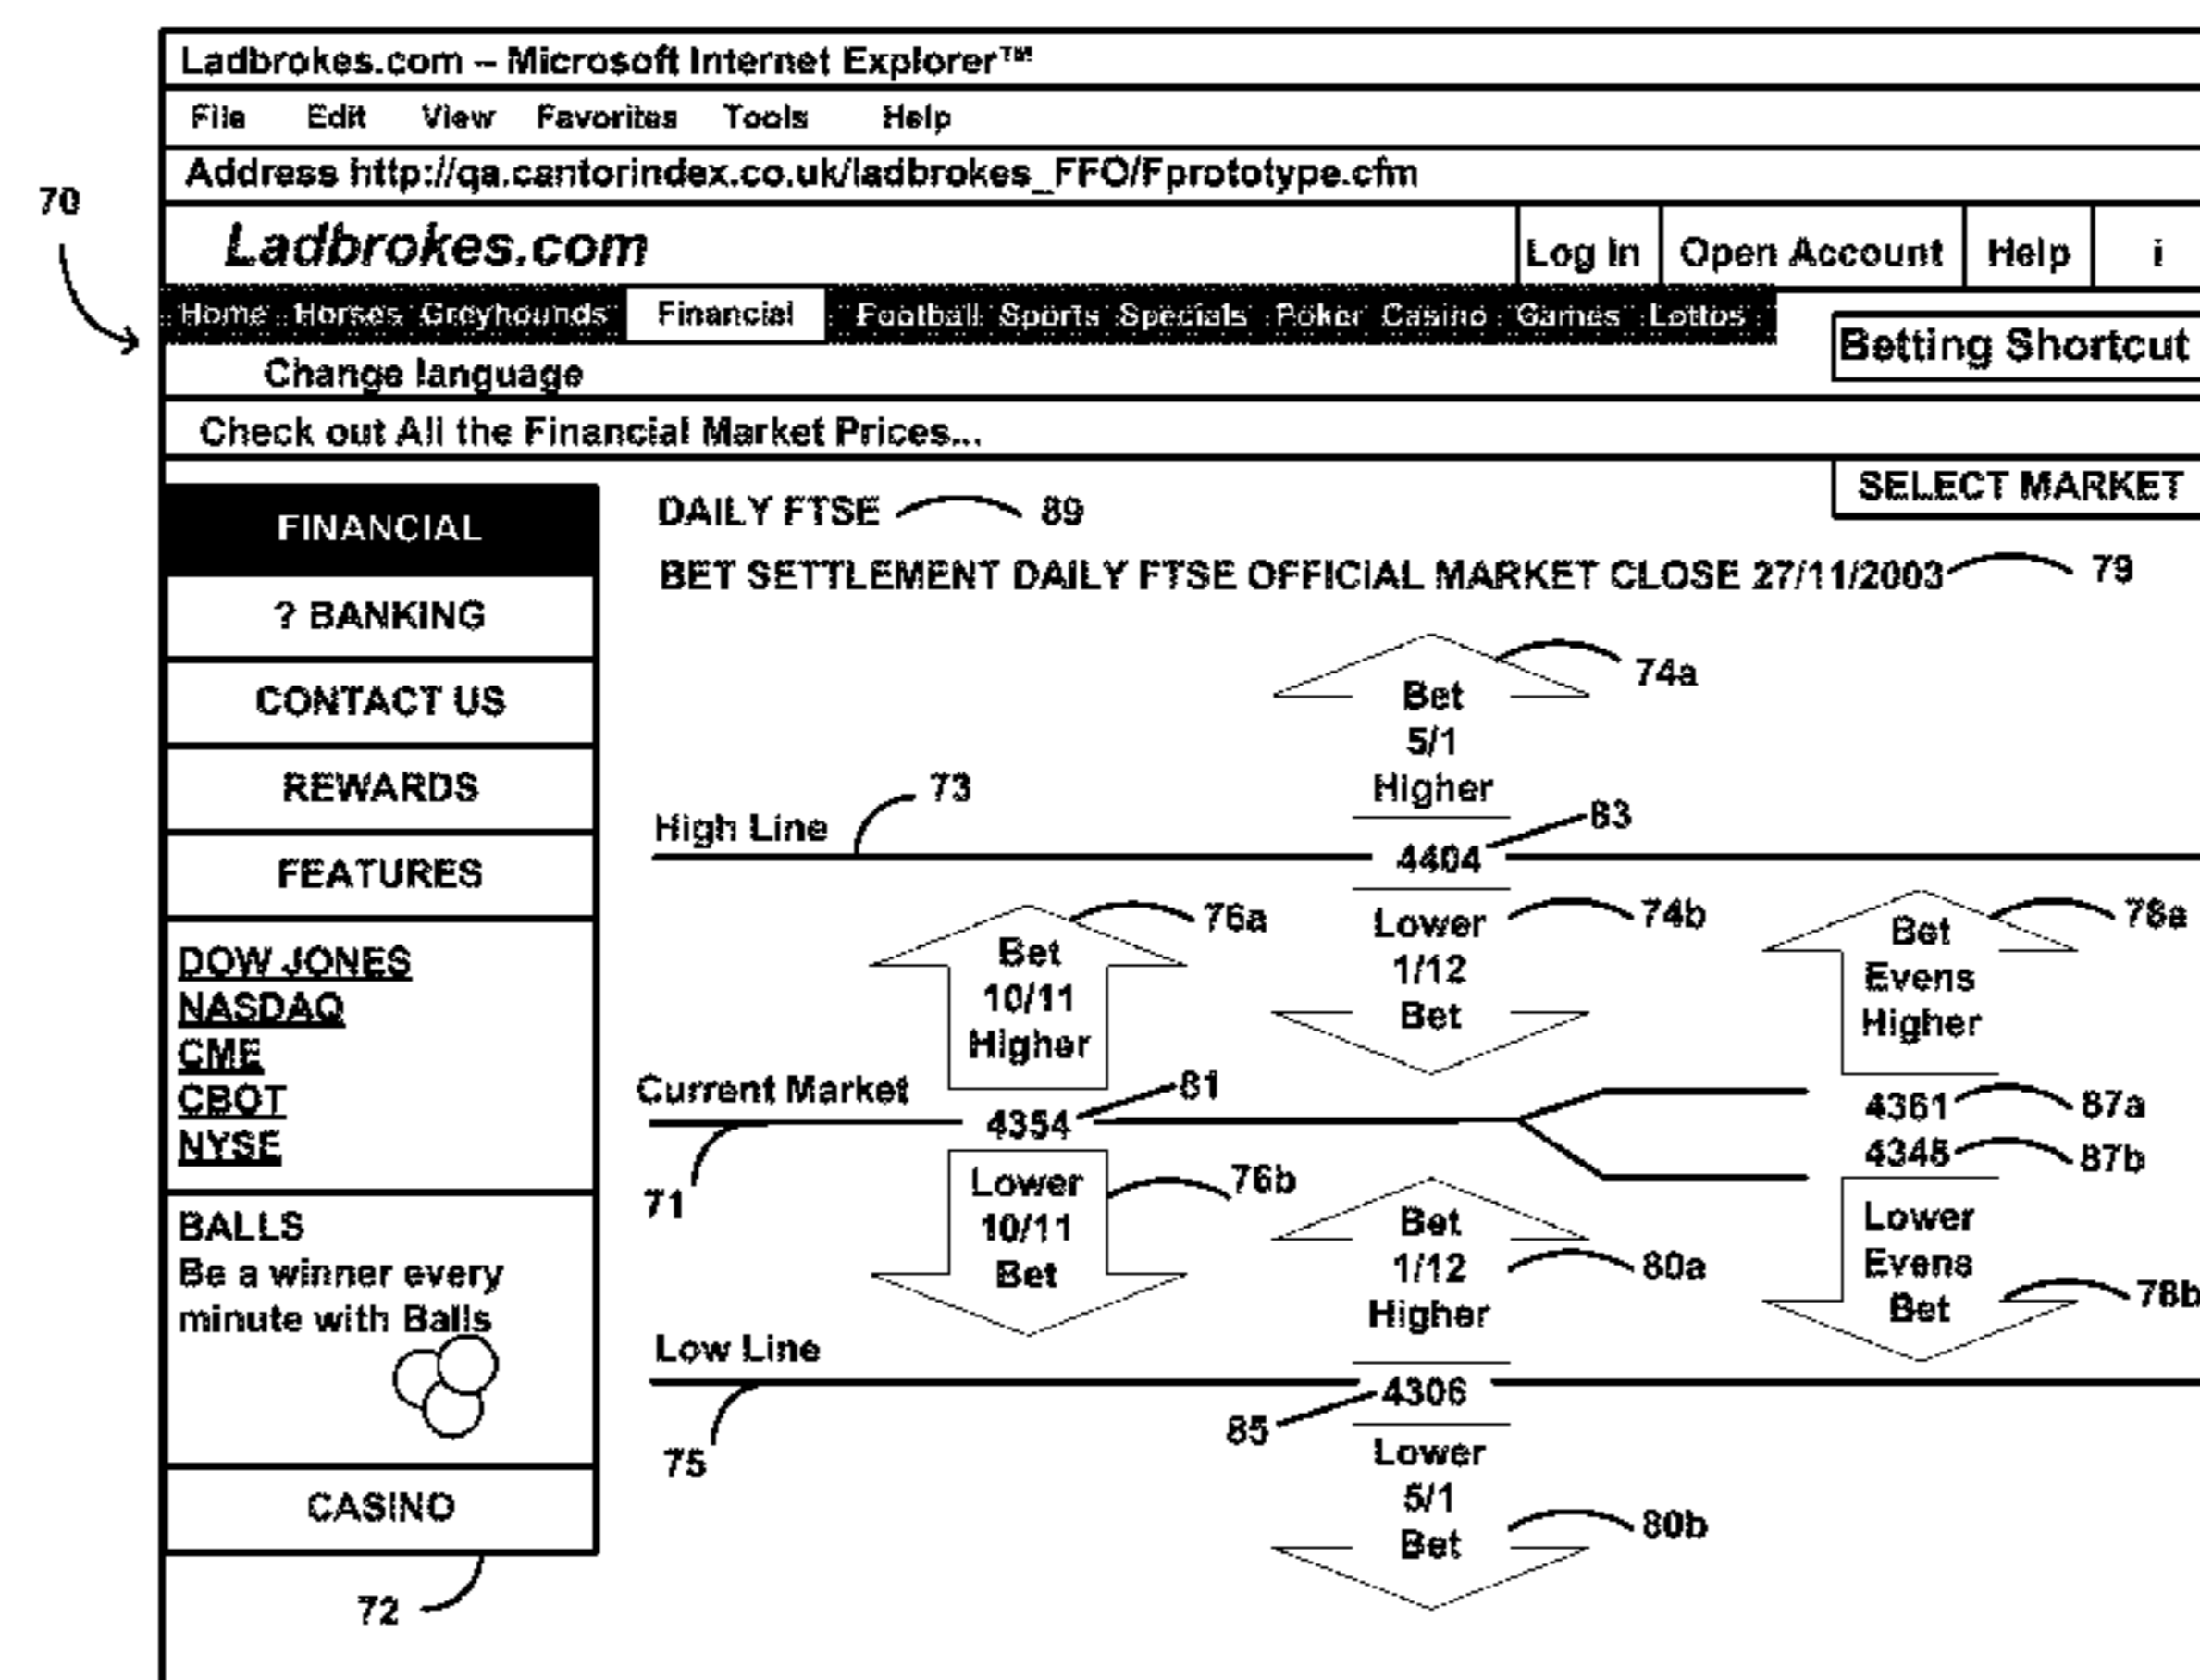 Ladbrokes.com – Microsoft Internet Explorer™
File Edit View Favorites Tools Help
Address http://qa.cantorindex.co.uk/ladbrokes_FFO/Fprototype.cfm
70
Ladbrokes.com Log In Open Account Help i
Home Horses Greyhounds Financial Football Sports Specials Poker Casino Games Lottos
Betting Shortcut
Change language
Check out All the Financial Market Prices...
SELECT MARKET
FINANCIAL
? BANKING
CONTACT US
REWARDS
FEATURES
DOW JONES
NASDAQ
CME
CBOT
NYSE
BALLS
Be a winner every
minute with Balls
CASINO
72
DAILY FTSE 89
BET SETTLEMENT DAILY FTSE OFFICIAL MARKET CLOSE 27/11/2003 79
Bet
5/1
Higher
74a
High Line
73
4404
83
Lower
1/12
Bet
74b
Bet
10/11
Higher
76a
Bet
Evens
Higher
78a
Current Market
71
4354
81
4361
87a
4345
87b
Lower
10/11
Bet
76b
Bet
1/12
Higher
80a
Lower
Evens
Bet
78b
Low Line
75
4306
85
Lower
5/1
Bet
80b